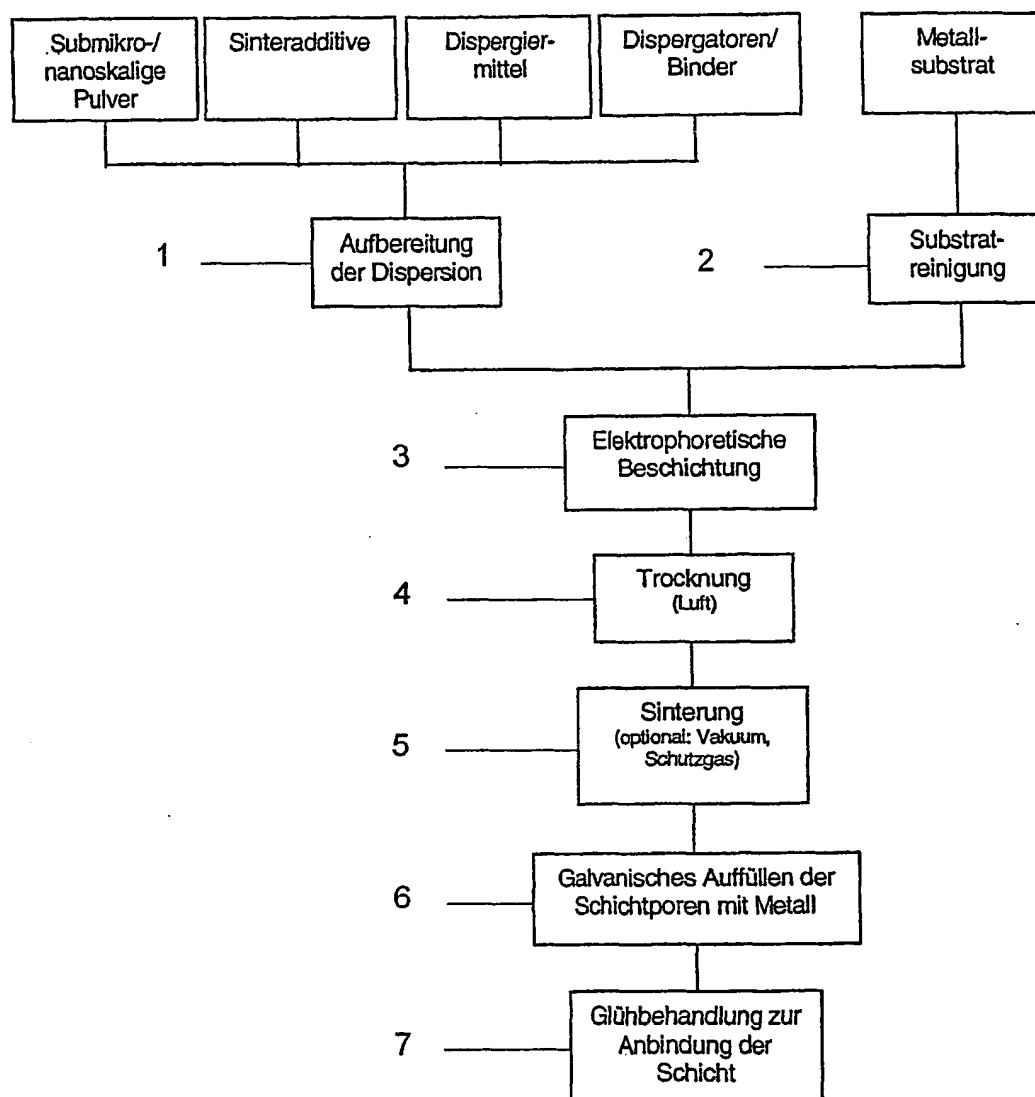 Submikro-/
nanoskalige
Pulver
Sinteradditive
Dispergier-
mittel
Dispergatoren/
Binder
Metall-
substrat
1
Aufbereitung
der Dispersion
2
Substrat-
reinigung
3
Elektrophoretische
Beschichtung
4
Trocknung
(Luft)
5
Sinterung
(optional: Vakuum,
Schutzgas)
6
Galvanisches Auffüllen der
Schichtporen mit Metall
7
Glühbehandlung zur
Anbindung der
Schicht